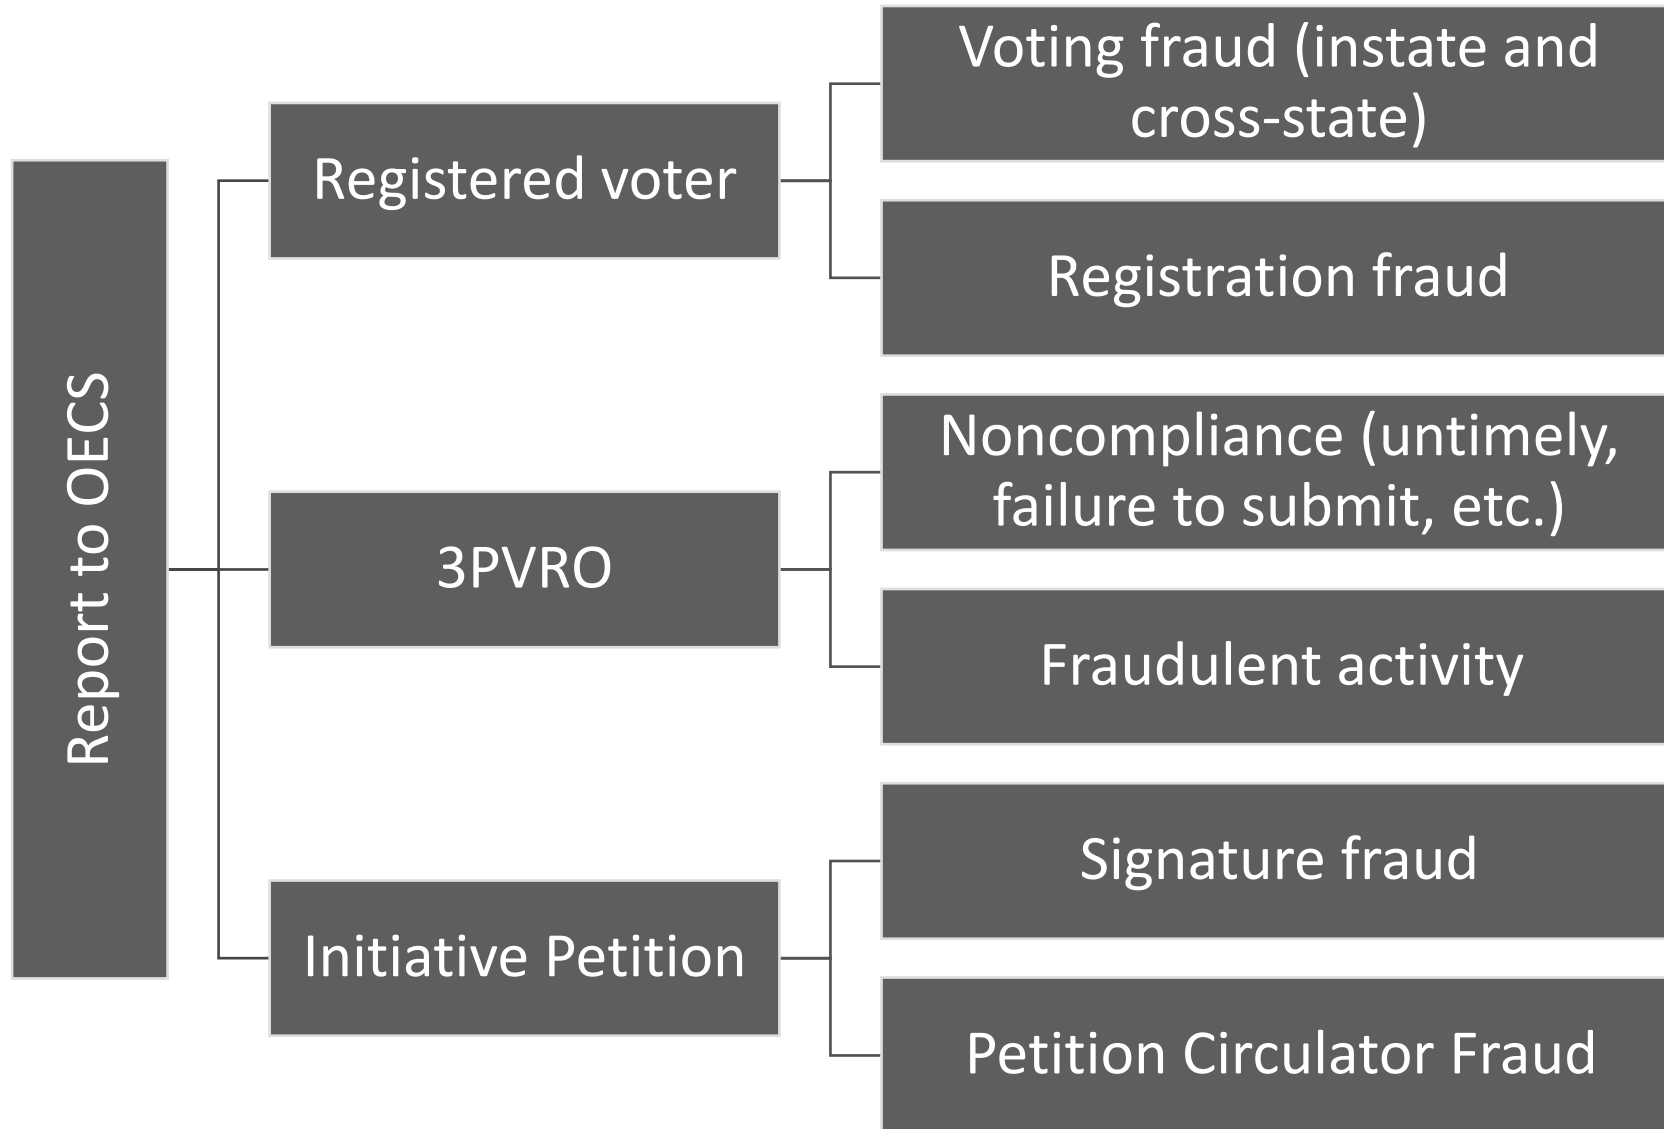 Report to OECS
Registered voter
Voting fraud (instate and
cross-state)
Registration fraud
3PVRO
Noncompliance (untimely,
failure to submit, etc.)
Fraudulent activity
Initiative Petition
Signature fraud
Petition Circulator Fraud